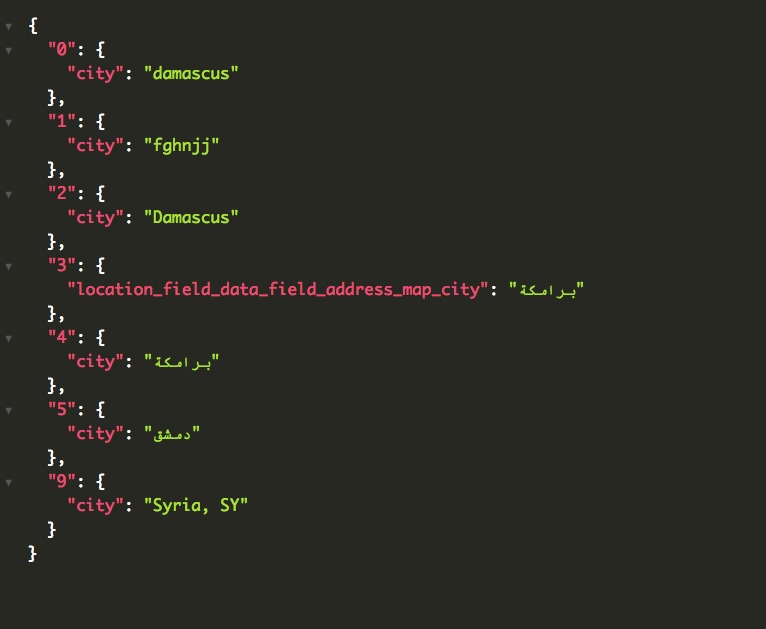 {
"0": {
"city": "damascus"
},
"1": {
"city": "fghnjj"
},
"2": {
"city": "Damascus"
},
"3": {
"location_field_data_field_address_map_city": "برامكة"
},
"4": {
"city": "برامكة"
},
"5": {
"city": "دمشق"
},
"9": {
"city": "Syria, SY"
}
}